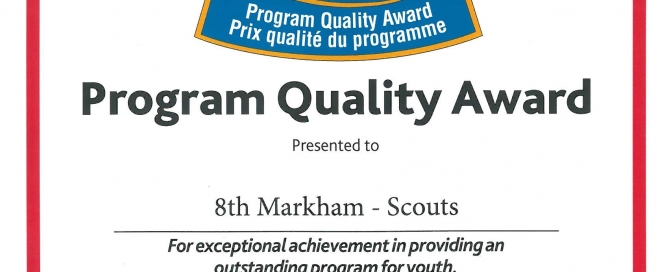 Program Quality Award
Prix qualité du programme
Program Quality Award
Presented to
8th Markham - Scouts
For exceptional achievement in providing an
outstanding program for youth.